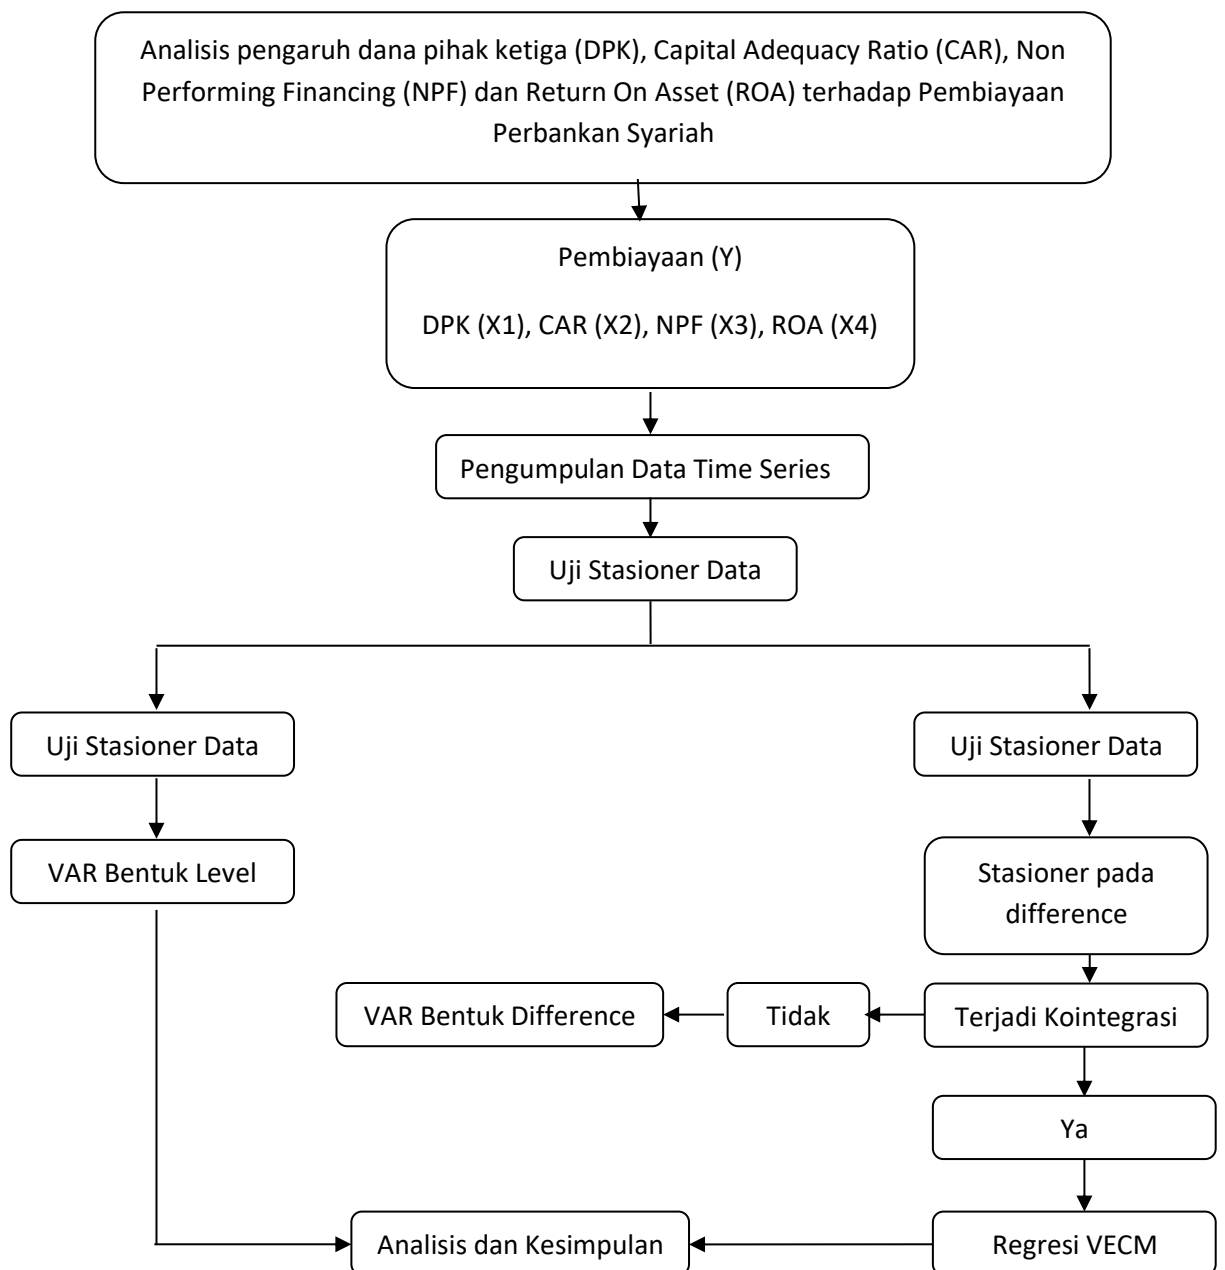 Analisis pengaruh dana pihak ketiga (DPK), Capital Adequacy Ratio (CAR), Non
Performing Financing (NPF) dan Return On Asset (ROA) terhadap Pembiayaan
Perbankan Syariah
Pembiayaan (Y)
DPK (X1), CAR (X2), NPF (X3), ROA (X4)
Pengumpulan Data Time Series
Uji Stasioner Data
Uji Stasioner Data
Uji Stasioner Data
VAR Bentuk Level
Stasioner pada
difference
VAR Bentuk Difference
Tidak
Terjadi Kointegrasi
Ya
Analisis dan Kesimpulan
Regresi VECM